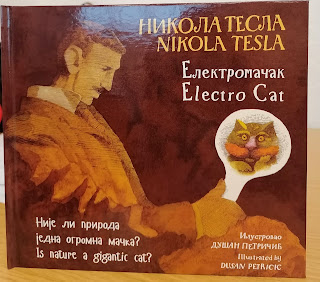 НИКОЛА ТЕСЛА
NIKOLA TESLA
Електромачак
Electro Cat
Није ли природа
једна огромна мачка?
Is nature a gigantic cat?
Илустровао
ДУШАН ПЕТРИЧИЋ
Illustrated by
DUSAN PETRICIC